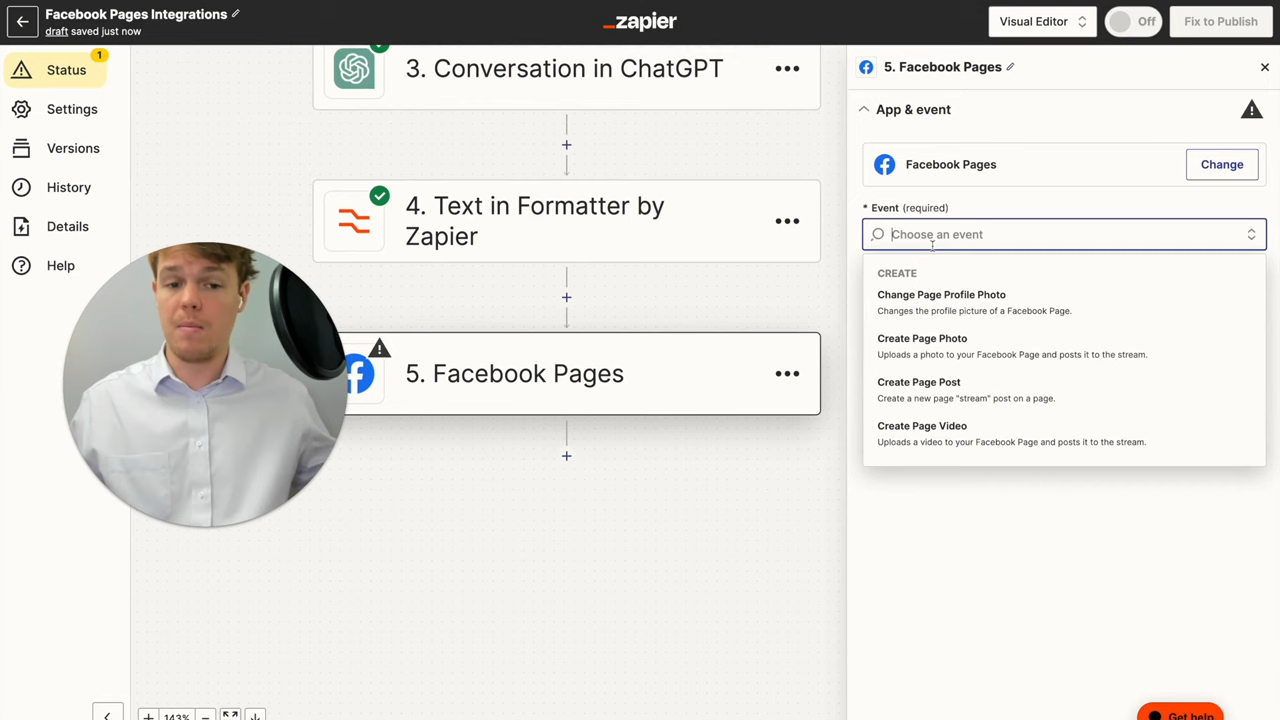 Facebook Pages Integrations
draft saved just now
_zapier
Visual Editor
Off
Fix to Publish
Status
1
Settings
Versions
History
Details
Help
3. Conversation in ChatGPT
4. Text in Formatter by
Zapier
5. Facebook Pages
143%
5. Facebook Pages
App & event
Facebook Pages
Change
* Event (required)
Choose an event
CREATE
Change Page Profile Photo
Changes the profile picture of a Facebook Page.
Create Page Photo
Uploads a photo to your Facebook Page and posts it to the stream.
Create Page Post
Create a new page "stream" post on a page.
Create Page Video
Uploads a video to your Facebook Page and posts it to the stream.
Get help